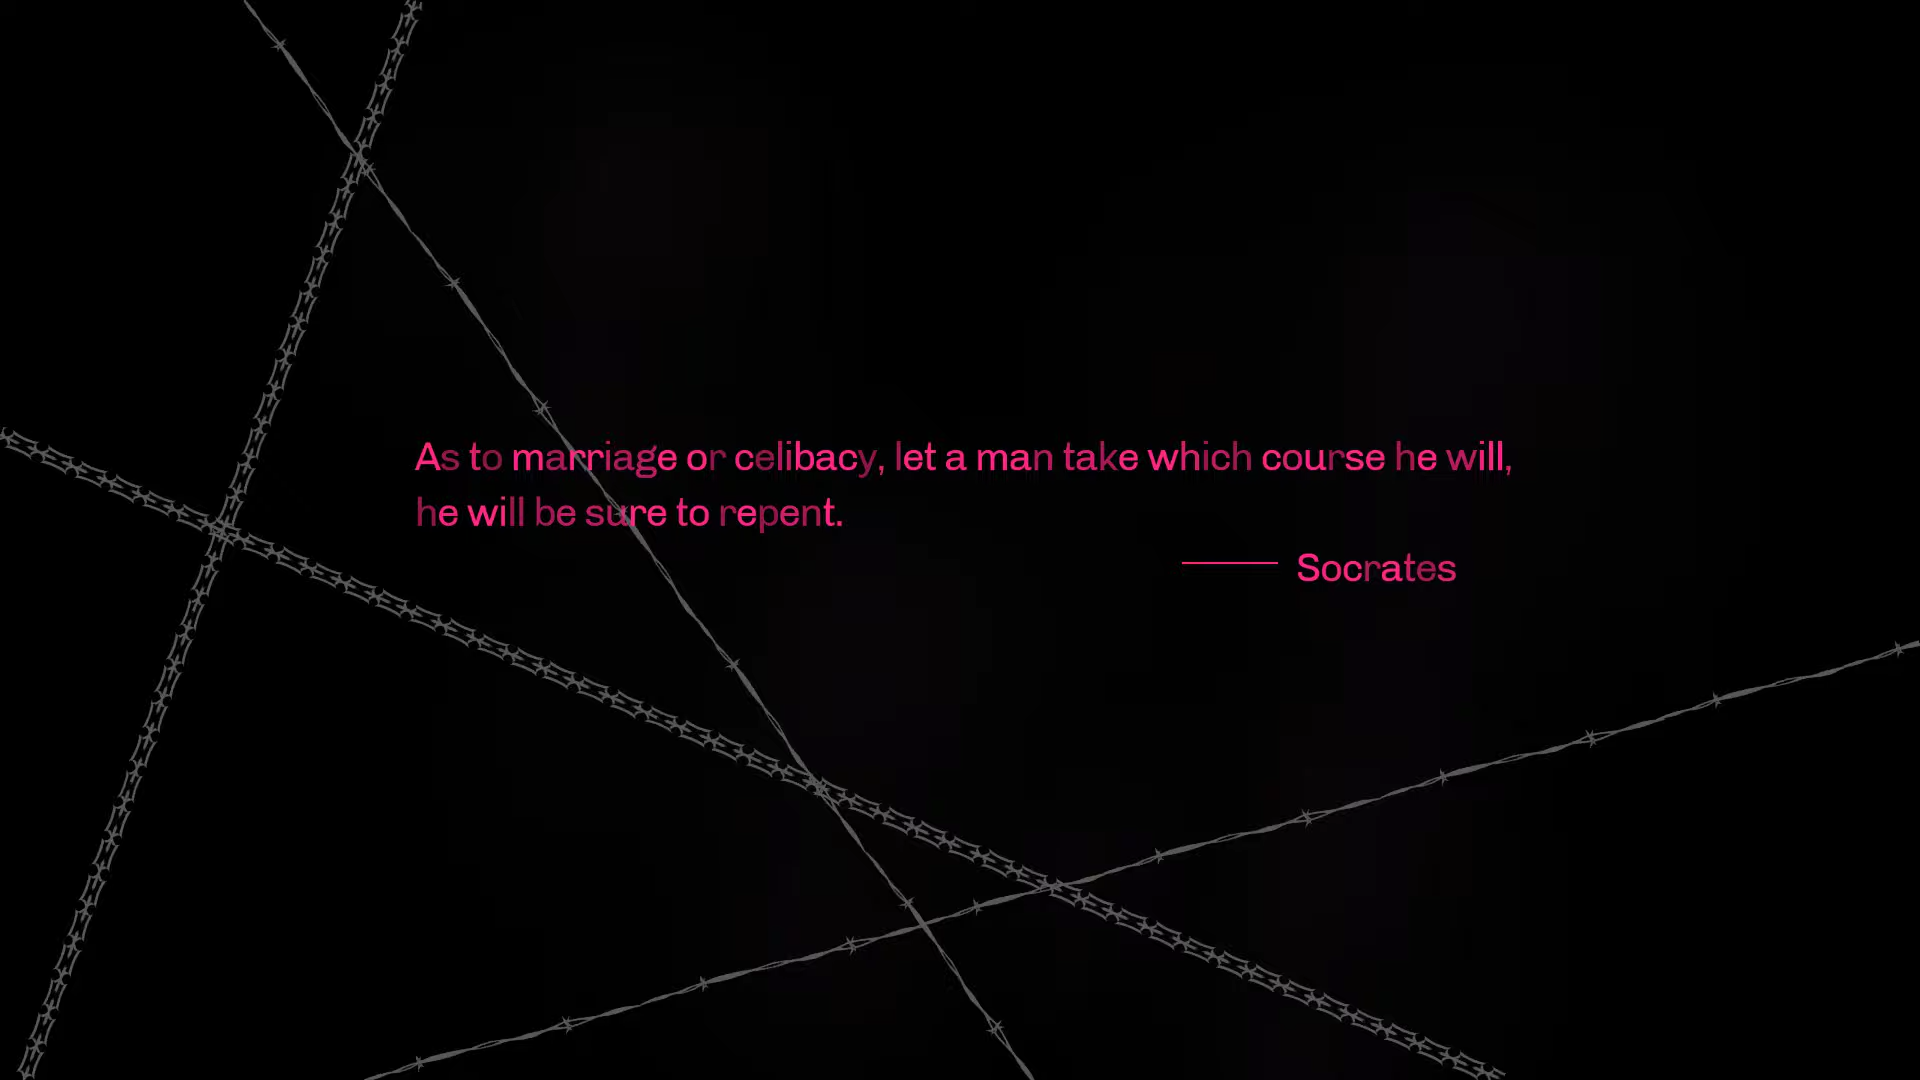 As to marriage or celibacy, let a man take which course he will,
he will be sure to repent.
Socrates